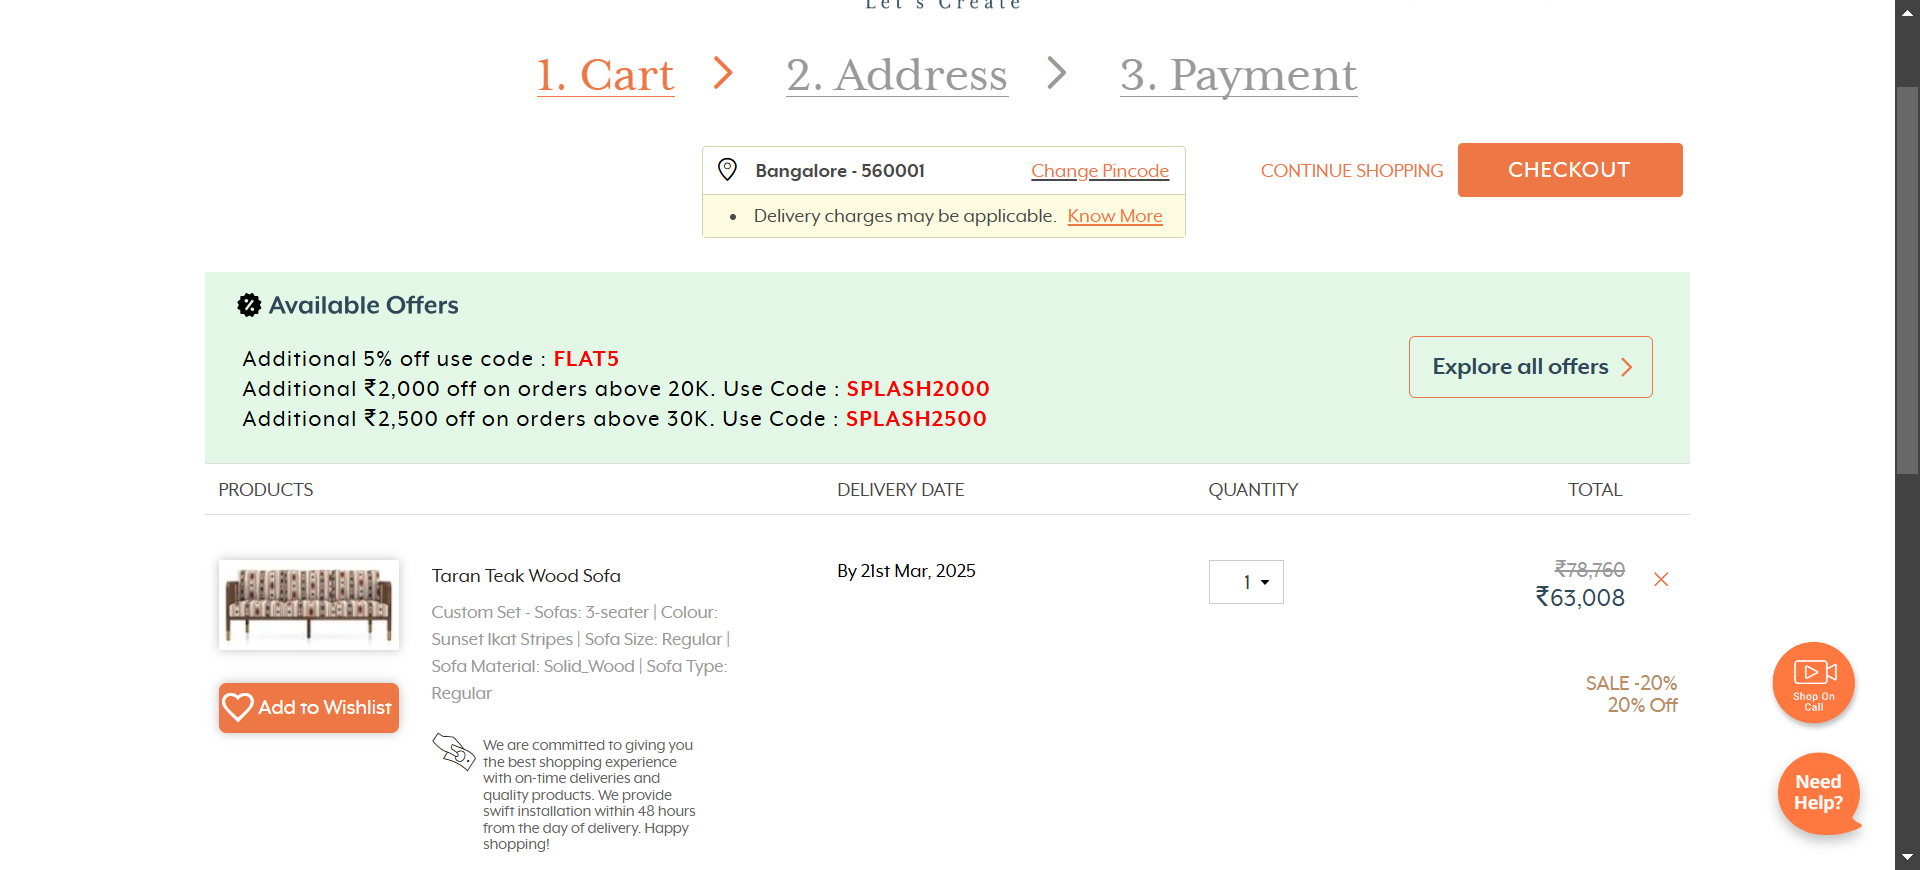 Let's Create
1. Cart
2. Address
3. Payment
Bangalore - 560001
Change Pincode
CONTINUE SHOPPING
CHECKOUT
Delivery charges may be applicable. Know More
Available Offers
Additional 5% off use code : FLAT5
Additional ₹2,000 off on orders above 20K. Use Code : SPLASH2000
Additional ₹2,500 off on orders above 30K. Use Code : SPLASH2500
Explore all offers
PRODUCTS
DELIVERY DATE
QUANTITY
TOTAL
Taran Teak Wood Sofa
Custom Set - Sofas: 3-seater | Colour:
Sunset Ikat Stripes | Sofa Size: Regular |
Sofa Material: Solid_Wood | Sofa Type:
Regular
Add to Wishlist
We are committed to giving you
the best shopping experience
with on-time deliveries and
quality products. We provide
swift installation within 48 hours
from the day of delivery. Happy
shopping!
By 21st Mar, 2025
1
₹78,760
₹63,008
SALE -20%
20% Off
Shop On
Call
Need
Help?